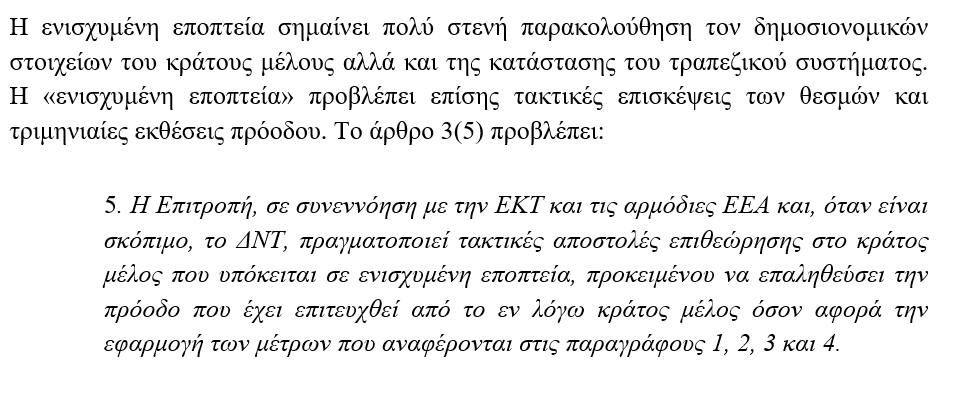 Η ενισχυμένη εποπτεία σημαίνει πολύ στενή παρακολούθηση τον δημοσιονομικών
στοιχείων του κράτους μέλους αλλά και της κατάστασης του τραπεζικού συστήματος.
Η «ενισχυμένη εποπτεία» προβλέπει επίσης τακτικές επισκέψεις των θεσμών και
τριμηνιαίες εκθέσεις πρόοδου. Το άρθρο 3(5) προβλέπει:
5. Η Επιτροπή, σε συνεννόηση με την ΕΚΤ και τις αρμόδιες ΕΕΑ και, όταν είναι
σκόπιμο, το ΔΝΤ, πραγματοποιεί τακτικές αποστολές επιθεώρησης στο κράτος
μέλος που υπόκειται σε ενισχυμένη εποπτεία, προκειμένου να επαληθεύσει την
πρόοδο που έχει επιτευχθεί από το εν λόγω κράτος μέλος όσον αφορά την
εφαρμογή των μέτρων που αναφέρονται στις παραγράφους 1, 2, 3 και 4.